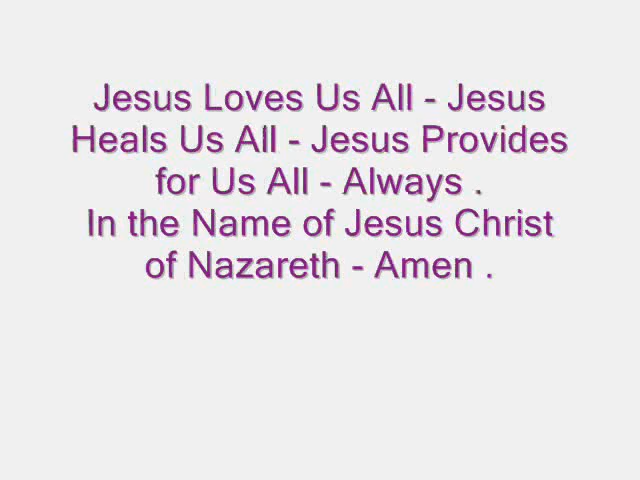 Jesus Loves Us All - Jesus
Heals Us All - Jesus Provides
for Us All - Always .
In the Name of Jesus Christ
of Nazareth - Amen .